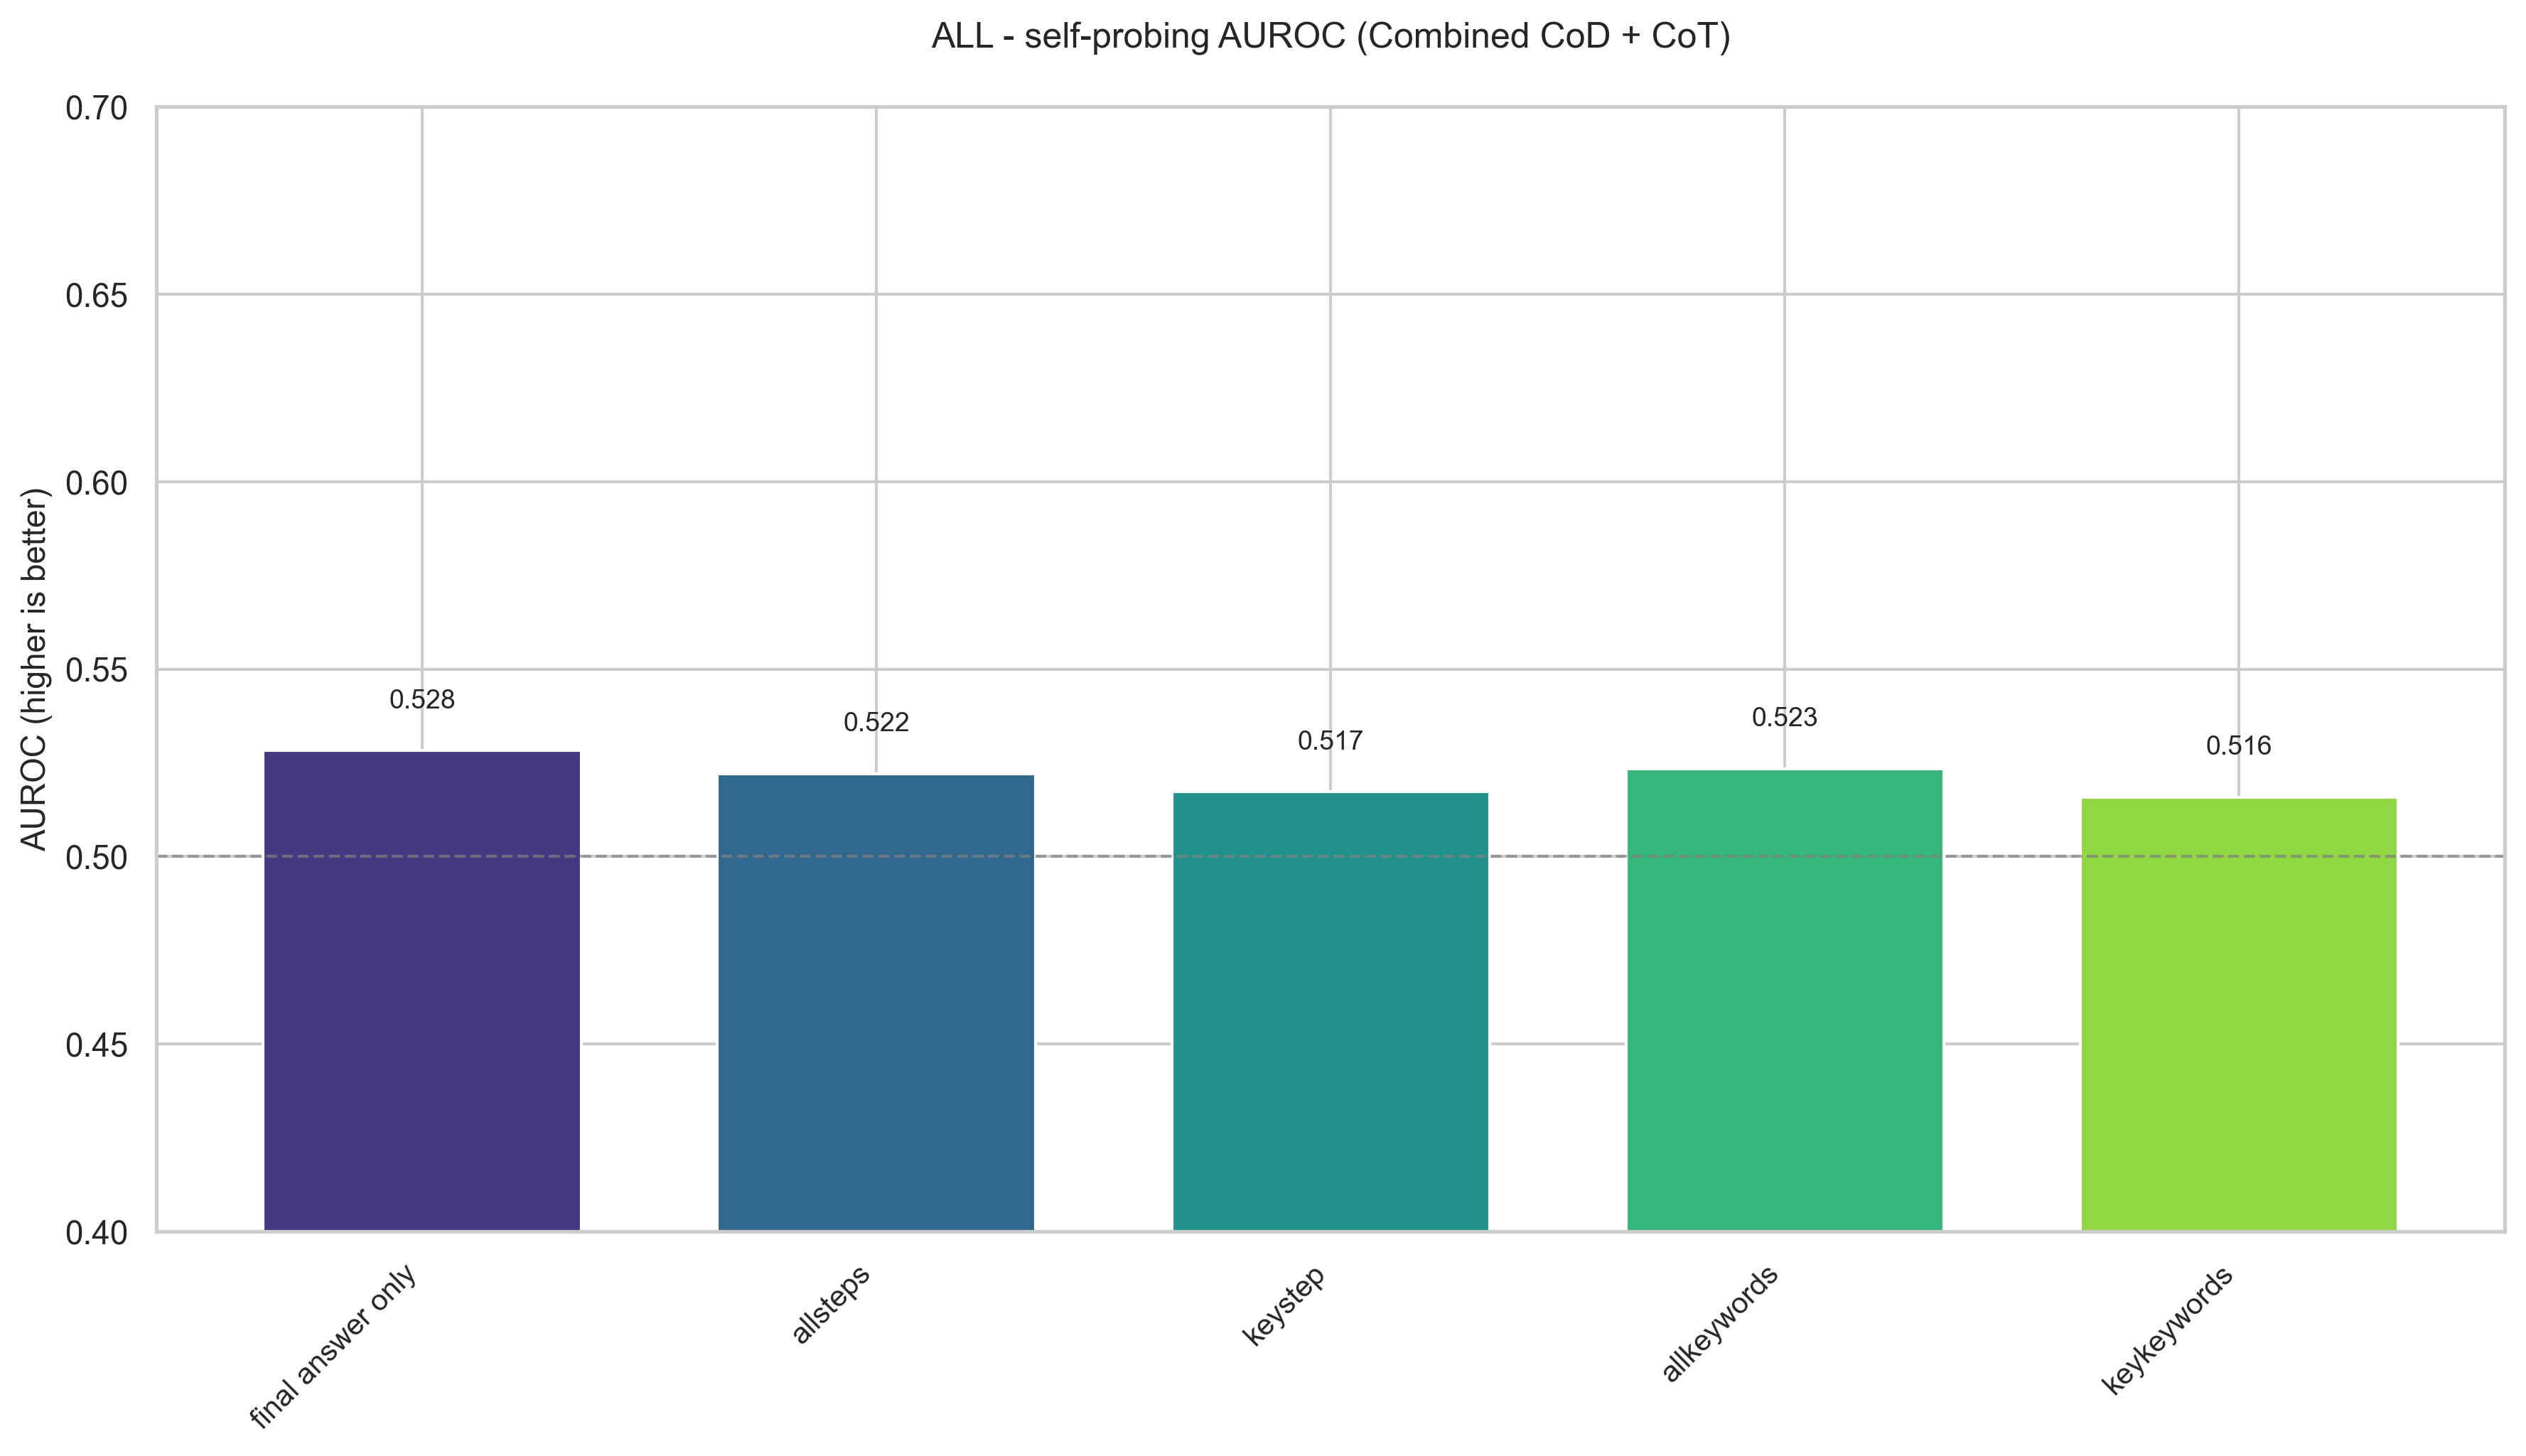 ALL - self-probing AUROC (Combined CoD + CoT)
AUROC (higher is better)
0.70
0.65
0.60
0.55
0.50
0.45
0.40
0.528
0.522
0.517
0.523
0.516
final answer only
allsteps
keystep
allkeywords
keykeywords